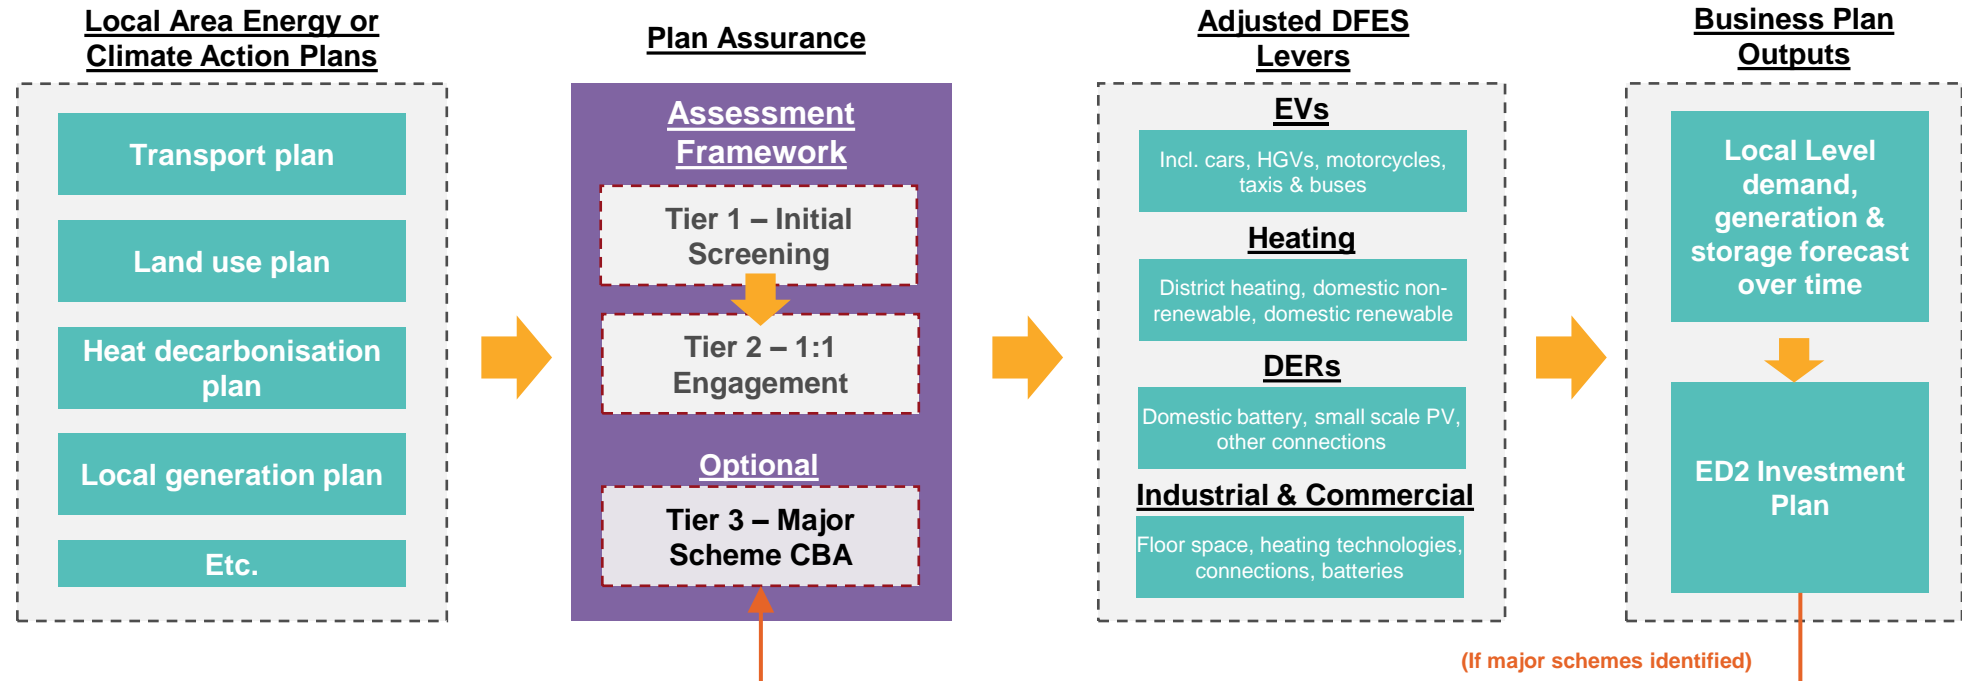 Local Area Energy or
Climate Action Plans
Transport plan
Land use plan
Heat decarbonisation
plan
Local generation plan
Etc.
Plan Assurance
Assessment
Framework
Tier 1 – Initial
Screening
Tier 2 – 1:1
Engagement
Optional
Tier 3 – Major
Scheme CBA
Adjusted DFES
Levers
EVs
Incl. cars, HGVs, motorcycles,
taxis & buses
Heating
District heating, domestic non-
renewable, domestic renewable
DERs
Domestic battery, small scale PV,
other connections
Industrial & Commercial
Floor space, heating technologies,
connections, batteries
Business Plan
Outputs
Local Level
demand,
generation &
storage forecast
over time
ED2 Investment
Plan
(If major schemes identified)